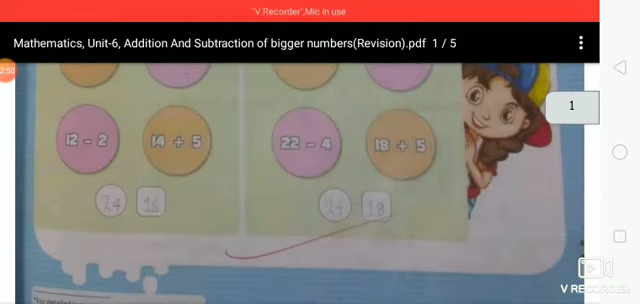 "V Recorder",Mic in use
Mathematics, Unit-6, Addition And Subtraction of bigger numbers(Revision).pdf 1 / 5
2:50
1
12 - 2 14 + 5 22 - 4 18 + 5
24 16 24 18
V RECORDER